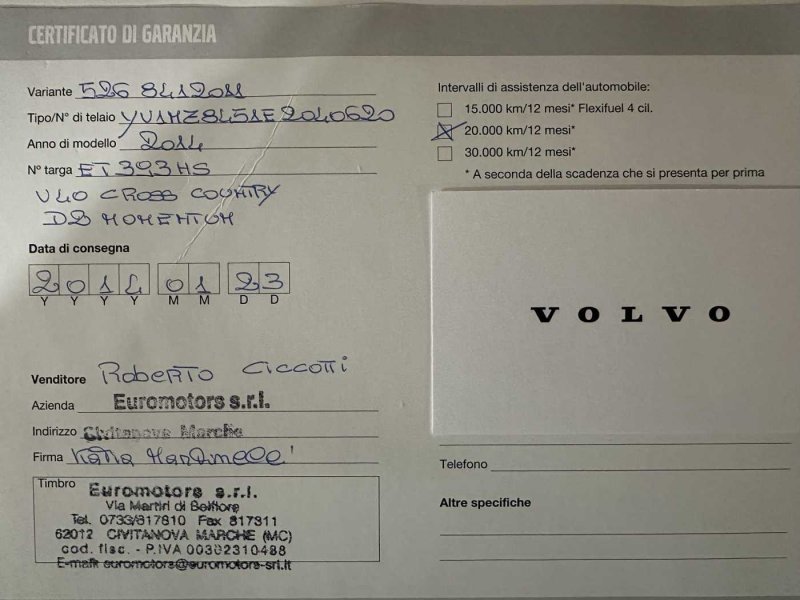 CERTIFICATO DI GARANZIA
Variante 526 8412011
Tipo/N° di telaio YV1MZ8451E2040620
Anno di modello 2014
N° targa ET393HS
V40 CROSS COUNTRY
D2 MOMENTUM
Data di consegna
2014 01 23
Y Y Y Y M M D D
Venditore Roberto Ciccotti
Azienda Euromotors s.r.l.
Indirizzo Civitanova Marche
Firma Katia
Timbro
Euromotors s.r.l.
Via Martiri di Belfiore
Tel. 0733/817810 Fax 817811
62012 CIVITANOVA MARCHE (MC)
cod. fisc. - P.IVA 00302310488
E-mail: euromotors@euromotors-srl.it
Intervalli di assistenza dell'automobile:
15.000 km/12 mesi* Flexifuel 4 cil.
20.000 km/12 mesi*
30.000 km/12 mesi*
* A seconda della scadenza che si presenta per prima
VOLVO
Telefono
Altre specifiche